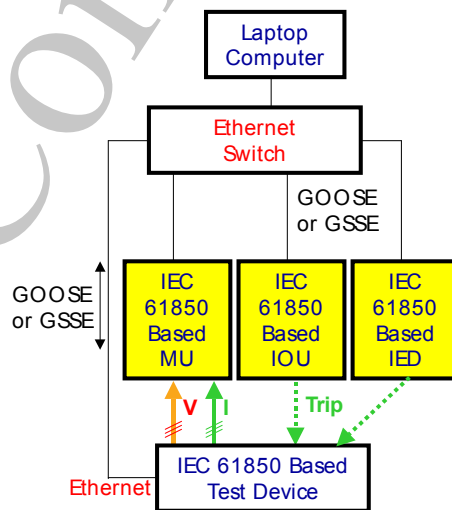 Laptop
Computer
Ethernet
Switch
GOOSE
or GSSE
GOOSE
or GSSE
IEC
61850
Based
MU
IEC
61850
Based
IOU
IEC
61850
Based
IED
V
I
Trip
Ethernet
IEC 61850 Based
Test Device